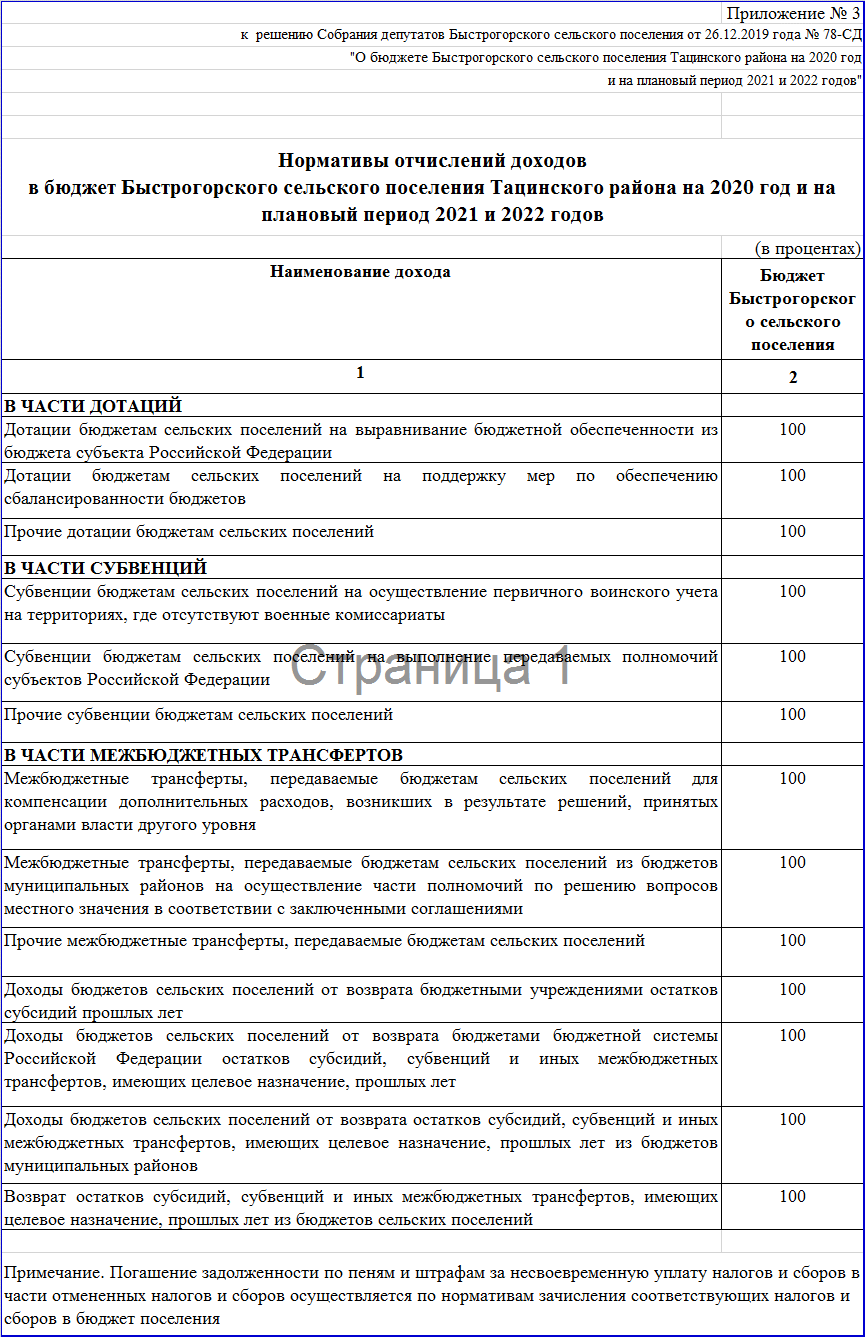 Приложение № 3
к решению Собрания депутатов Быстрогорского сельского поселения от 26.12.2019 года № 78-СД
"О бюджете Быстрогорского сельского поселения Тацинского района на 2020 год
и на плановый период 2021 и 2022 годов"
Нормативы отчислений доходов
в бюджет Быстрогорского сельского поселения Тацинского района на 2020 год и на
плановый период 2021 и 2022 годов
(в процентах)
Наименование дохода
Бюджет
Быстрогорског
о сельского
поселения
1
2
В ЧАСТИ ДОТАЦИЙ
Дотации бюджетам сельских поселений на выравнивание бюджетной обеспеченности из
бюджета субъекта Российской Федерации
100
Дотации бюджетам сельских поселений на поддержку мер по обеспечению
сбалансированности бюджетов
100
Прочие дотации бюджетам сельских поселений
100
В ЧАСТИ СУБВЕНЦИЙ
Субвенции бюджетам сельских поселений на осуществление первичного воинского учета
на территориях, где отсутствуют военные комиссариаты
100
Субвенции бюджетам сельских поселений на выполнение передаваемых полномочий
субъектов Российской Федерации
100
Страница 1
Прочие субвенции бюджетам сельских поселений
100
В ЧАСТИ МЕЖБЮДЖЕТНЫХ ТРАНСФЕРТОВ
Межбюджетные трансферты, передаваемые бюджетам сельских поселений для
компенсации дополнительных расходов, возникших в результате решений, принятых
органами власти другого уровня
100
Межбюджетные трансферты, передаваемые бюджетам сельских поселений из бюджетов
муниципальных районов на осуществление части полномочий по решению вопросов
местного значения в соответствии с заключенными соглашениями
100
Прочие межбюджетные трансферты, передаваемые бюджетам сельских поселений
100
Доходы бюджетов сельских поселений от возврата бюджетными учреждениями остатков
субсидий прошлых лет
100
Доходы бюджетов сельских поселений от возврата бюджетами бюджетной системы
Российской Федерации остатков субсидий, субвенций и иных межбюджетных
трансфертов, имеющих целевое назначение, прошлых лет
100
Доходы бюджетов сельских поселений от возврата остатков субсидий, субвенций и иных
межбюджетных трансфертов, имеющих целевое назначение, прошлых лет из бюджетов
муниципальных районов
100
Возврат остатков субсидий, субвенций и иных межбюджетных трансфертов, имеющих
целевое назначение, прошлых лет из бюджетов сельских поселений
100
Примечание. Погашение задолженности по пеням и штрафам за несвоевременную уплату налогов и сборов в
части отмененных налогов и сборов осуществляется по нормативам зачисления соответствующих налогов и
сборов в бюджет поселения